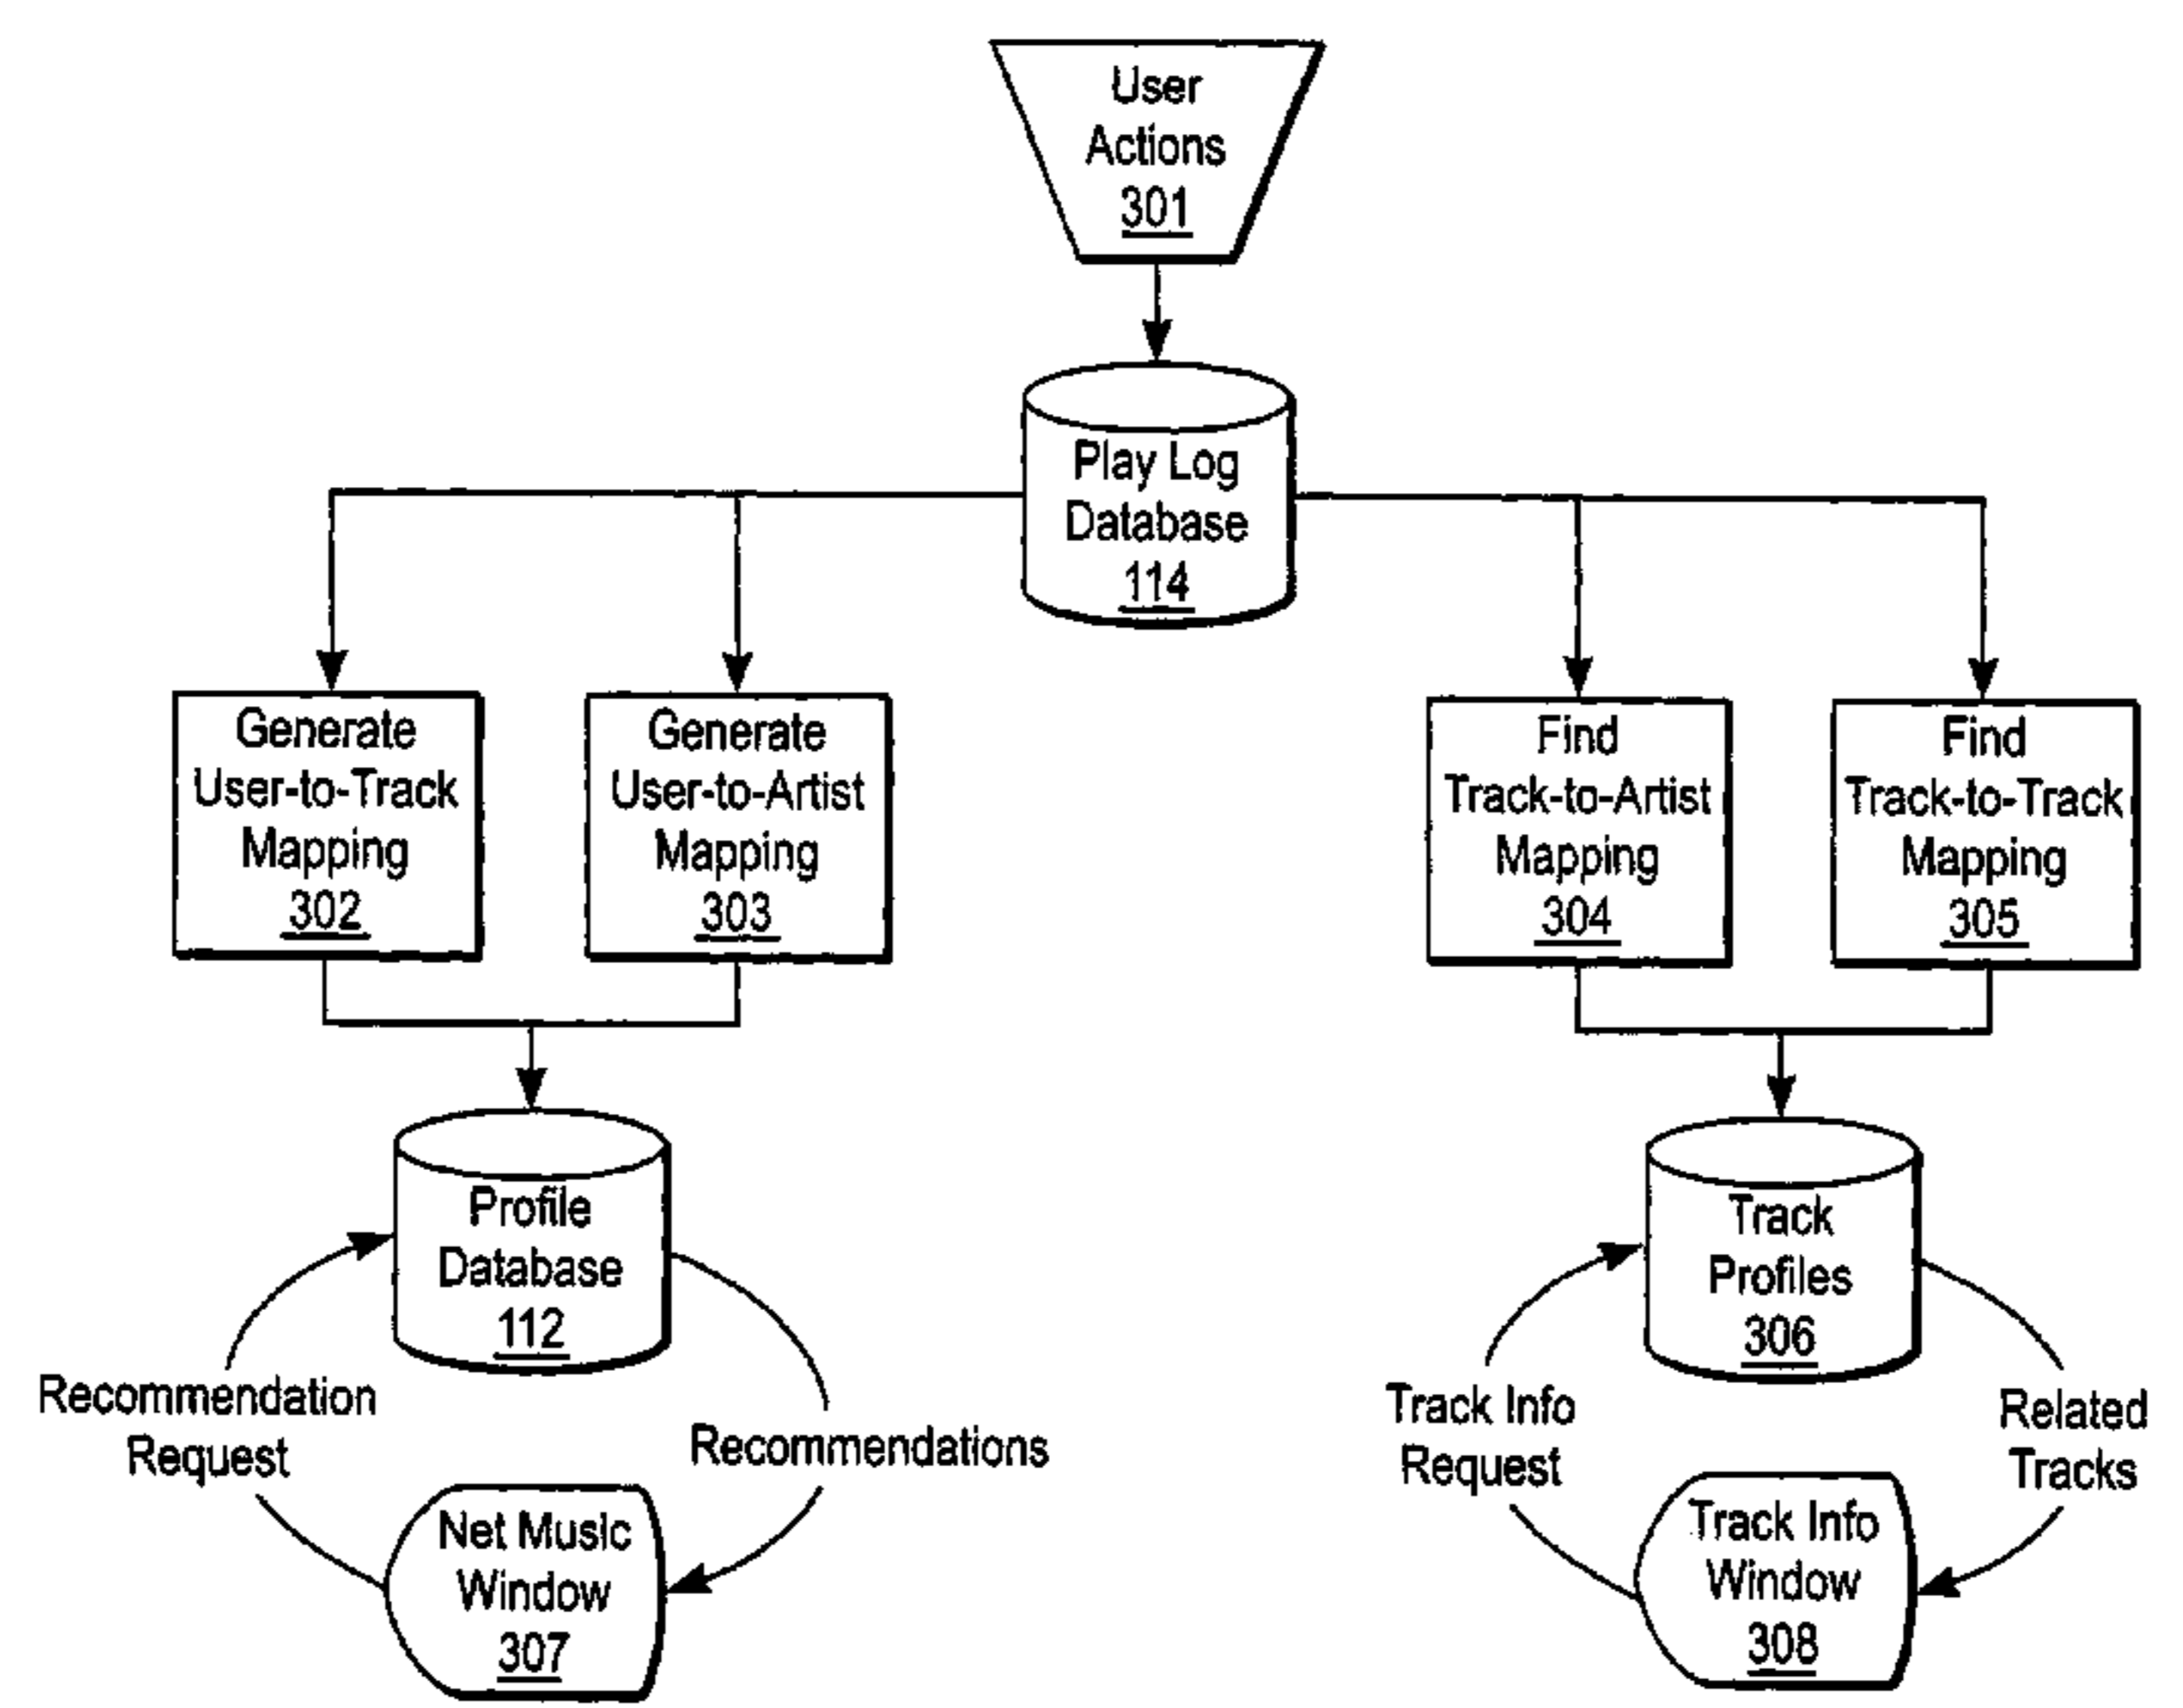 User
Actions
301
Play Log
Database
114
Generate
User-to-Track
Mapping
302
Generate
User-to-Artist
Mapping
303
Find
Track-to-Artist
Mapping
304
Find
Track-to-Track
Mapping
305
Profile
Database
112
Recommendation
Request
Recommendations
Net Music
Window
307
Track
Profiles
306
Track Info
Request
Related
Tracks
Track Info
Window
308